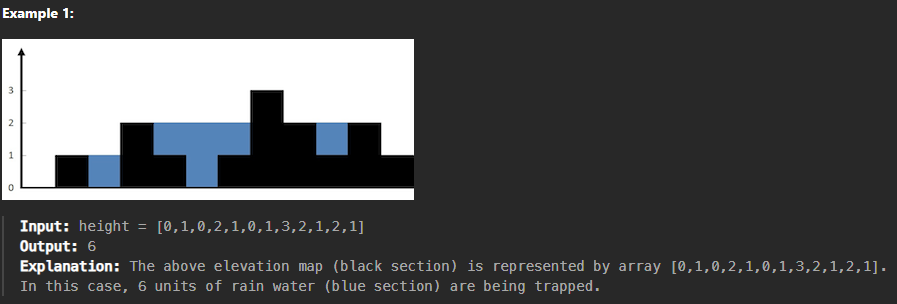 Example 1:
3
2
1
0
Input: height = [0,1,0,2,1,0,1,3,2,1,2,1]
Output: 6
Explanation: The above elevation map (black section) is represented by array [0,1,0,2,1,0,1,3,2,1,2,1].
In this case, 6 units of rain water (blue section) are being trapped.